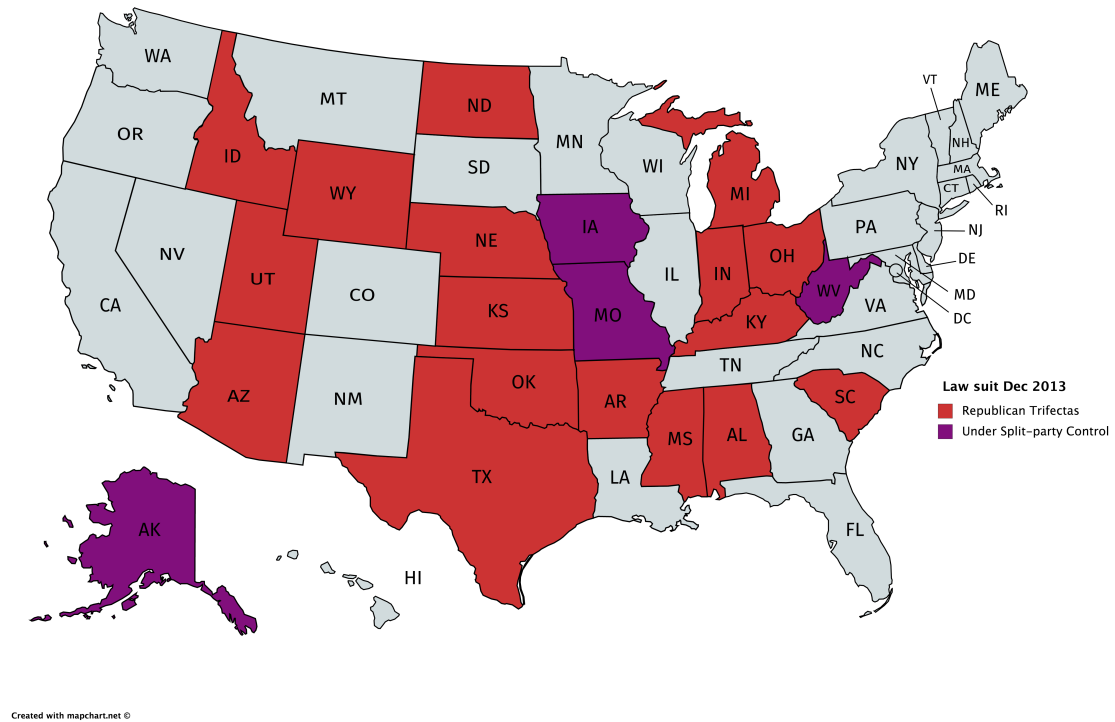 WA
MT
ND
MN
ME
VT
OR
ID
SD
WI
NH
NY
MA
CT
RI
WY
MI
IA
PA
NJ
NE
NV
OH
DE
UT
CO
IL
IN
WV
MD
CA
KS
MO
VA
DC
KY
NC
TN
AZ
NM
OK
AR
SC
MS
AL
GA
TX
LA
AK
FL
HI
Law suit Dec 2013
Republican Trifectas
Under Split-party Control
Created with mapchart.net ©